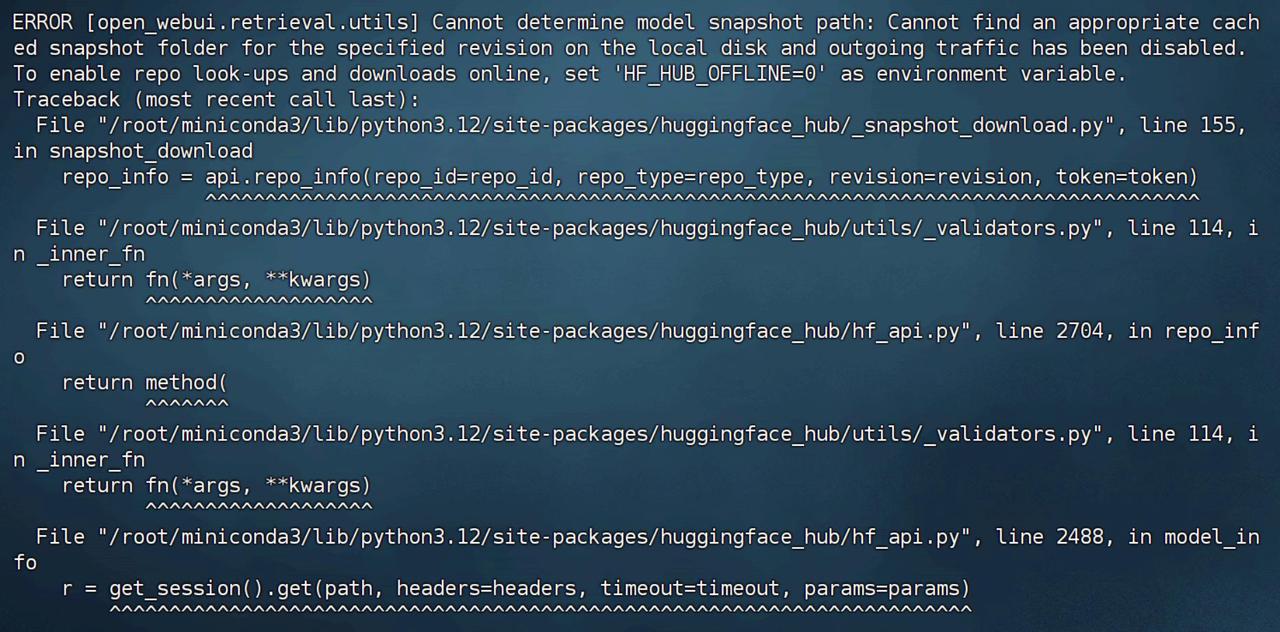 ERROR [open_webui.retrieval.utils] Cannot determine model snapshot path: Cannot find an appropriate cach
ed snapshot folder for the specified revision on the local disk and outgoing traffic has been disabled.
To enable repo look-ups and downloads online, set 'HF_HUB_OFFLINE=0' as environment variable.
Traceback (most recent call last):
  File "/root/miniconda3/lib/python3.12/site-packages/huggingface_hub/_snapshot_download.py", line 155,
in snapshot_download
    repo_info = api.repo_info(repo_id=repo_id, repo_type=repo_type, revision=revision, token=token)
                ^^^^^^^^^^^^^^^^^^^^^^^^^^^^^^^^^^^^^^^^^^^^^^^^^^^^^^^^^^^^^^^^^^^^^^^^^^^^^^^^^^^
  File "/root/miniconda3/lib/python3.12/site-packages/huggingface_hub/utils/_validators.py", line 114, i
n _inner_fn
    return fn(*args, **kwargs)
           ^^^^^^^^^^^^^^^^^^^
  File "/root/miniconda3/lib/python3.12/site-packages/huggingface_hub/hf_api.py", line 2704, in repo_inf
o
    return method(
           ^^^^^^^
  File "/root/miniconda3/lib/python3.12/site-packages/huggingface_hub/utils/_validators.py", line 114, i
n _inner_fn
    return fn(*args, **kwargs)
           ^^^^^^^^^^^^^^^^^^^
  File "/root/miniconda3/lib/python3.12/site-packages/huggingface_hub/hf_api.py", line 2488, in model_in
fo
    r = get_session().get(path, headers=headers, timeout=timeout, params=params)
        ^^^^^^^^^^^^^^^^^^^^^^^^^^^^^^^^^^^^^^^^^^^^^^^^^^^^^^^^^^^^^^^^^^^^^^^^